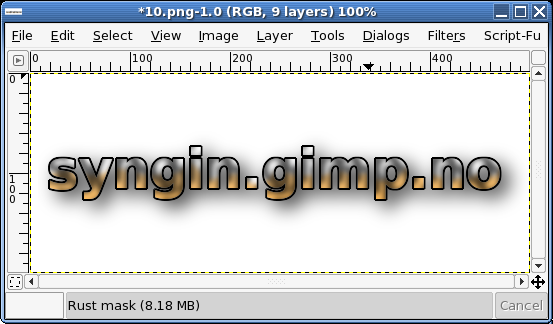 *10.png-1.0 (RGB, 9 layers) 100%
File Edit Select View Image Layer Tools Dialogs Filters Script-Fu
0 100 200 300 400
0
100
syngin.gimp.no
Rust mask (8.18 MB) Cancel